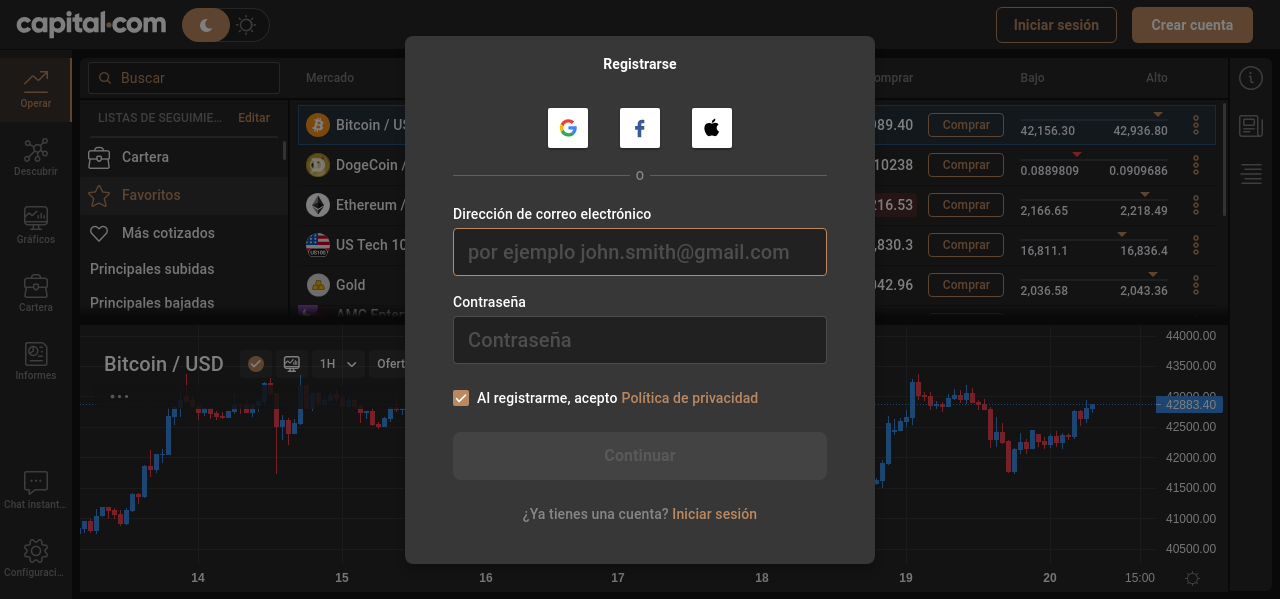 capital.com
Iniciar sesión
Crear cuenta
Registrarse
Buscar
Mercado
Bajo
Alto
Operar
LISTAS DE SEGUIMIE...
Editar
Bitcoin /
89.40
Comprar
42,156.30
42,936.80
Cartera
Descubrir
DogeCoin /
10238
Comprar
0.0889809
0.0909686
o
Favoritos
Ethereum /
216.53
Comprar
2,166.65
2,218.49
Dirección de correo electrónico
por ejemplo john.smith@gmail.com
Gráficos
Más cotizados
US Tech 10
,830.3
Comprar
16,811.1
16,836.4
Principales subidas
Gold
042.96
Comprar
2,036.58
2,043.36
Cartera
Principales bajadas
Contraseña
Contraseña
44000.00
Informes
Bitcoin / USD
1H
Ofert
43500.00
Al registrarme, acepto Política de privacidad
42883.40
42500.00
Continuar
42000.00
41500.00
Chat instant...
¿Ya tienes una cuenta? Iniciar sesión
41000.00
40500.00
Configuraci...
14
15
16
17
18
19
20
15:00